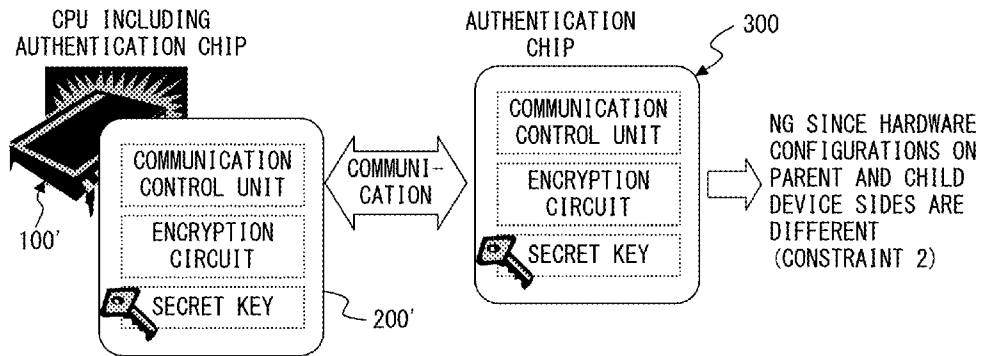 CPU INCLUDING
AUTHENTICATION CHIP
100'
COMMUNICATION
CONTROL UNIT
ENCRYPTION
CIRCUIT
SECRET KEY
200'
COMMUNI-
CATION
AUTHENTICATION
CHIP
300
COMMUNICATION
CONTROL UNIT
ENCRYPTION
CIRCUIT
SECRET KEY
NG SINCE HARDWARE
CONFIGURATIONS ON
PARENT AND CHILD
DEVICE SIDES ARE
DIFFERENT
(CONSTRAINT 2)